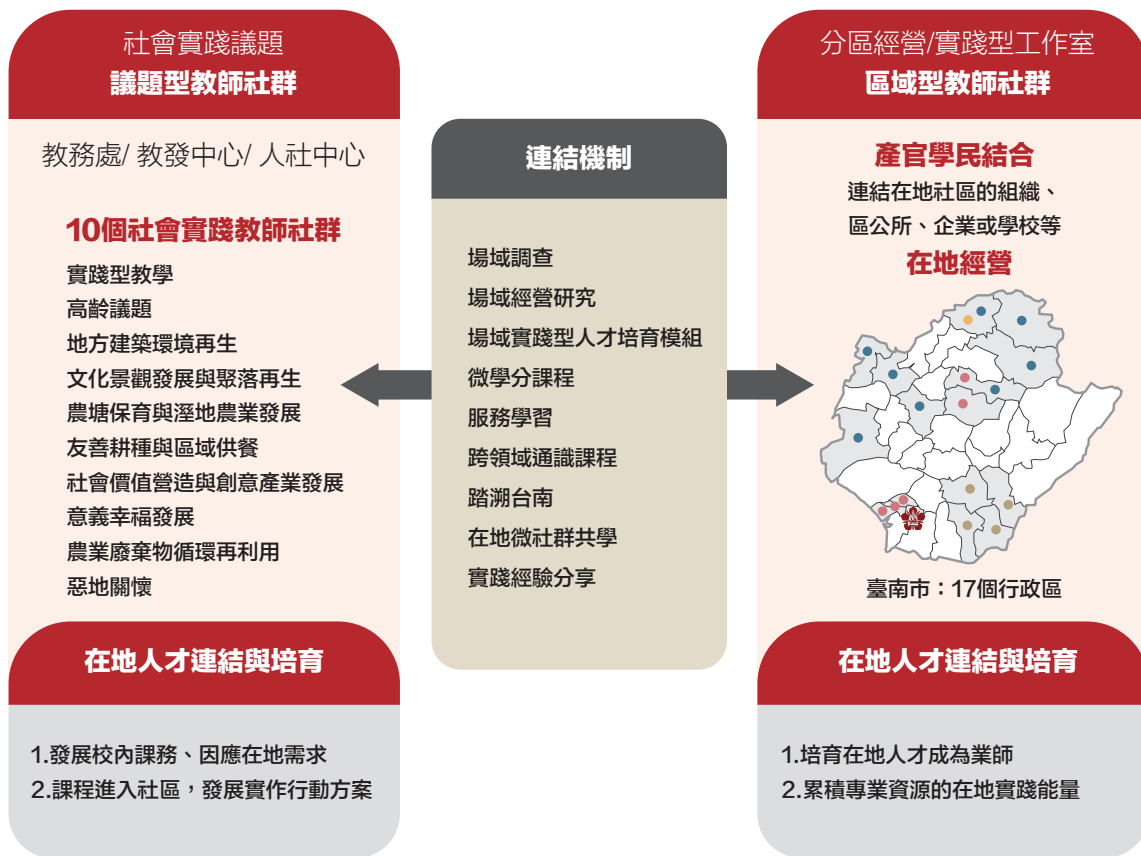 社會實踐議題
議題型教師社群
教務處/ 教發中心/ 人社中心
10個社會實踐教師社群
實踐型教學
高齡議題
地方建築環境再生
文化景觀發展與聚落再生
農塘保育與溼地農業發展
友善耕種與區域供餐
社會價值營造與創意產業發展
意義幸福發展
農業廢棄物循環再利用
惡地關懷
在地人才連結與培育
1.發展校內課務、因應在地需求
2.課程進入社區，發展實作行動方案
連結機制
場域調查
場域經營研究
場域實踐型人才培育模組
微學分課程
服務學習
跨領域通識課程
踏溯台南
在地微社群共學
實踐經驗分享
分區經營/實踐型工作室
區域型教師社群
產官學民結合
連結在地社區的組織、
區公所、企業或學校等
在地經營
臺南市：17個行政區
在地人才連結與培育
1.培育在地人才成為業師
2.累積專業資源的在地實踐能量